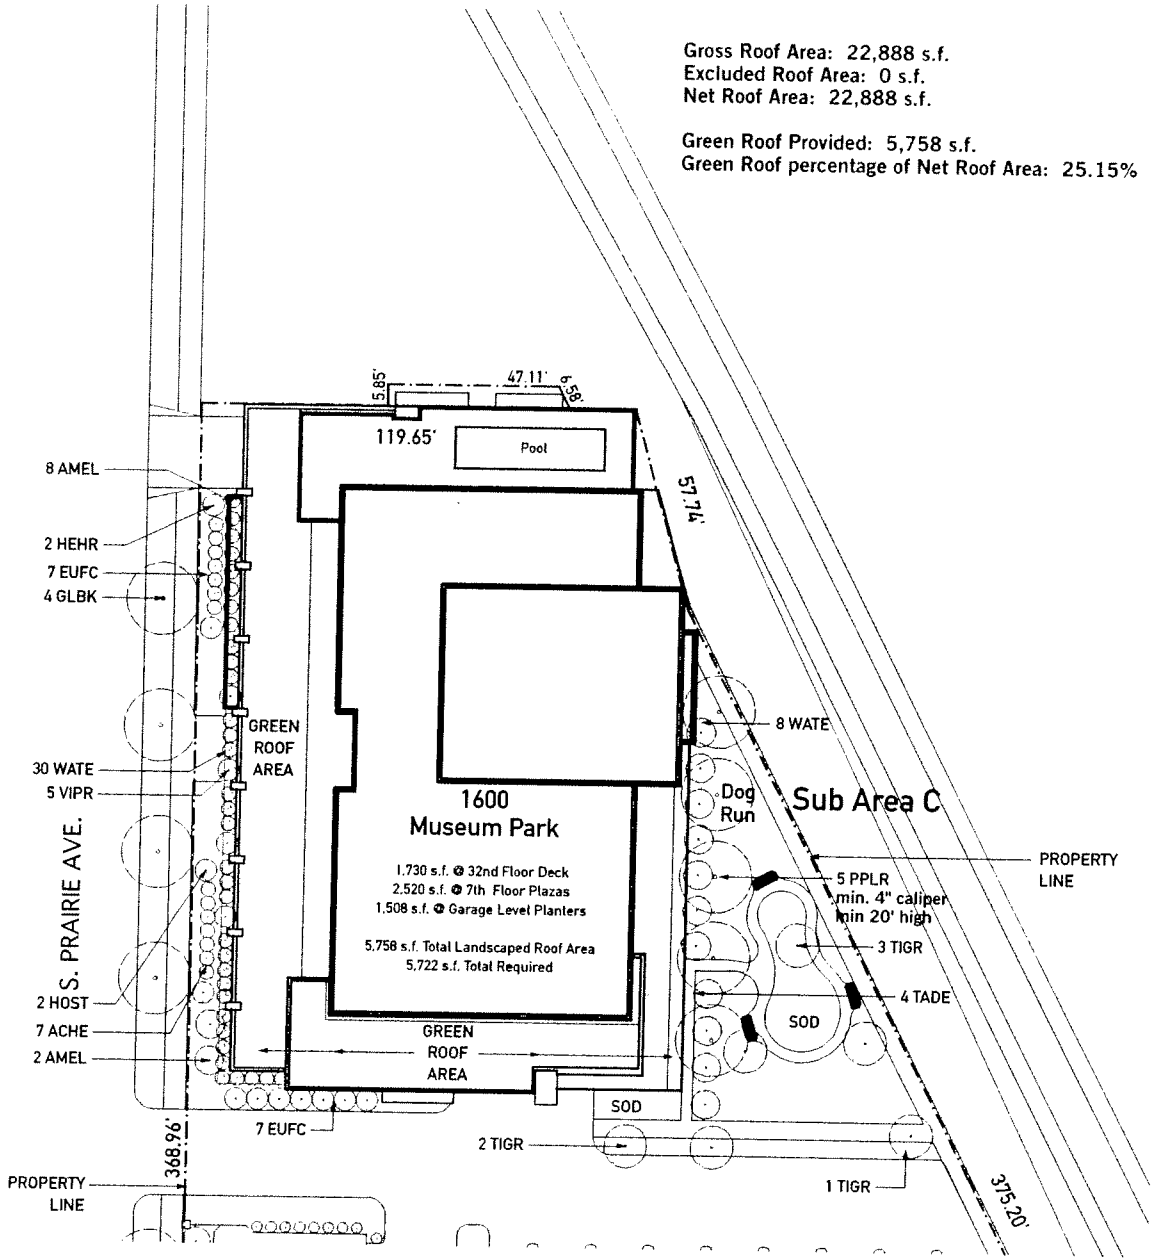 Gross Roof Area: 22,888 s.f.
Excluded Roof Area: 0 s.f.
Net Roof Area: 22,888 s.f.
Green Roof Provided: 5,758 s.f.
Green Roof percentage of Net Roof Area: 25.15%
5.85'
47.11'
6.58'
119.65'
Pool
57.74'
8 AMEL
2 HEHR
7 EUFC
4 GLBK
GREEN
ROOF
AREA
8 WATE
30 WATE
5 VIPR
S. PRAIRIE AVE.
1600
Museum Park
1,730 s.f. @ 32nd Floor Deck
2,520 s.f. @ 7th Floor Plazas
1,508 s.f. @ Garage Level Planters
5,758 s.f. Total Landscaped Roof Area
5,722 s.f. Total Required
Dog
Run
Sub Area C
PROPERTY
LINE
5 PPLR
min. 4" caliper
min 20' high
3 TIGR
4 TADE
SOD
2 HOST
7 ACHE
2 AMEL
GREEN
ROOF
AREA
7 EUFC
SOD
2 TIGR
1 TIGR
368.96'
PROPERTY
LINE
375.20'